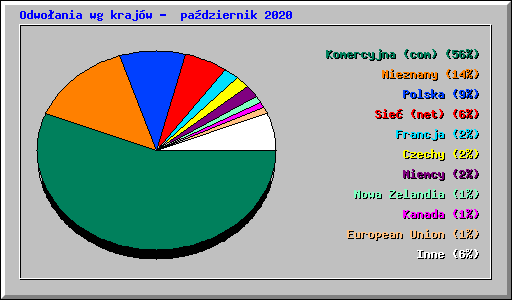 Odwołania wg krajów - październik 2020
Komercyjna (com) (56%)
Nieznany (14%)
Polska (9%)
Sieć (net) (6%)
Francja (2%)
Czechy (2%)
Niemcy (2%)
Nowa Zelandia (1%)
Kanada (1%)
European Union (1%)
Inne (6%)